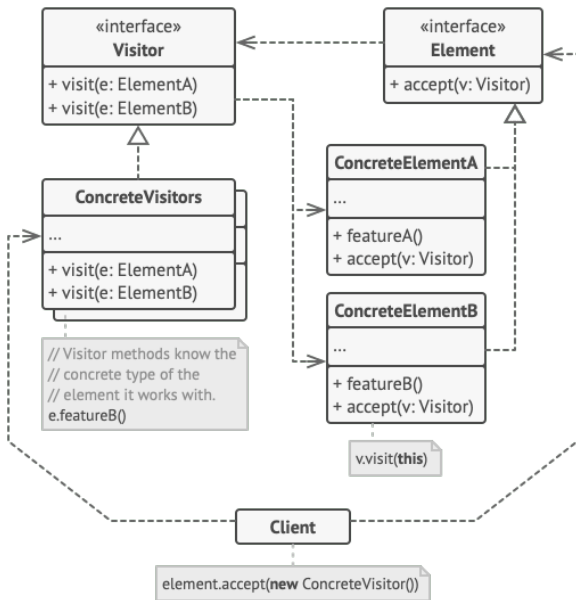 «interface»
Visitor
+ visit(e: ElementA)
+ visit(e: ElementB)
«interface»
Element
+ accept(v: Visitor)
ConcreteVisitors
...
+ visit(e: ElementA)
+ visit(e: ElementB)
// Visitor methods know the
// concrete type of the
// element it works with.
e.featureB()
ConcreteElementA
...
+ featureA()
+ accept(v: Visitor)
ConcreteElementB
...
+ featureB()
+ accept(v: Visitor)
v.visit(this)
Client
element.accept(new ConcreteVisitor())